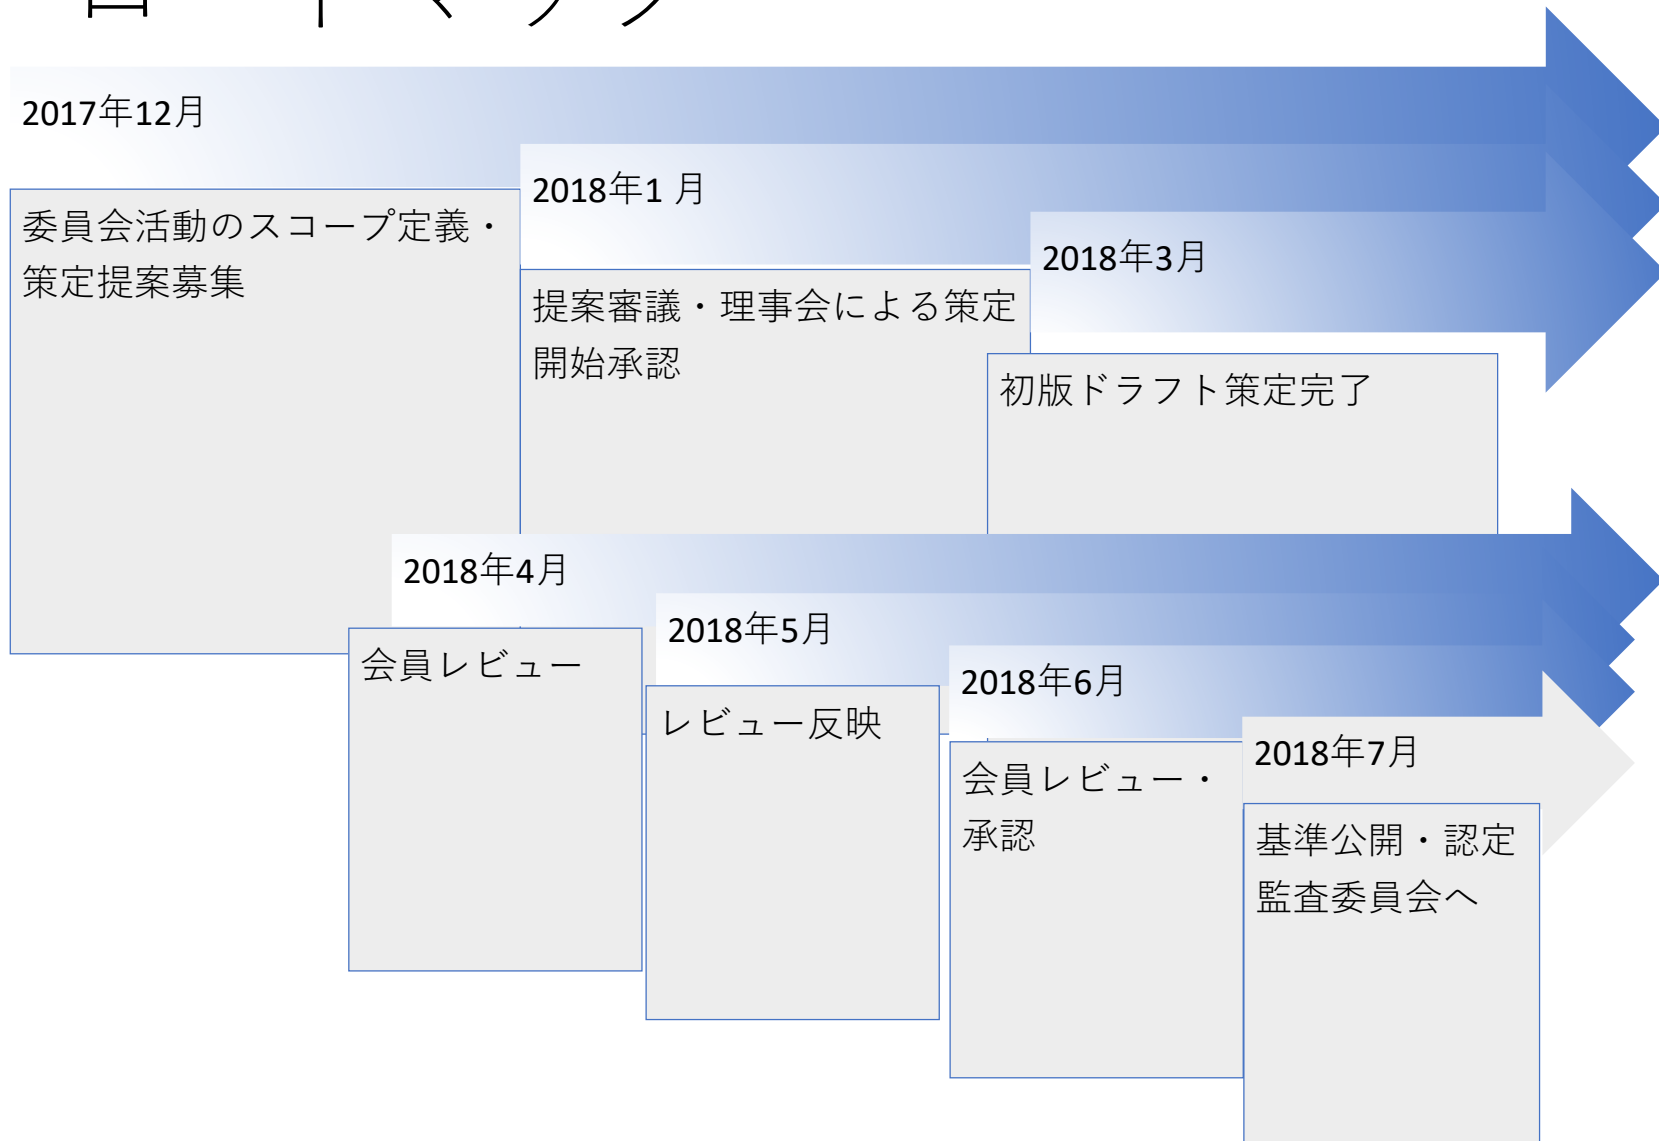 ロードマップ
2017年12月
委員会活動のスコープ定義・
策定提案募集
2018年1 月
提案審議・理事会による策定
開始承認
2018年3月
初版ドラフト策定完了
2018年4月
会員レビュー
2018年5月
レビュー反映
2018年6月
会員レビュー・
承認
2018年7月
基準公開・認定
監査委員会へ